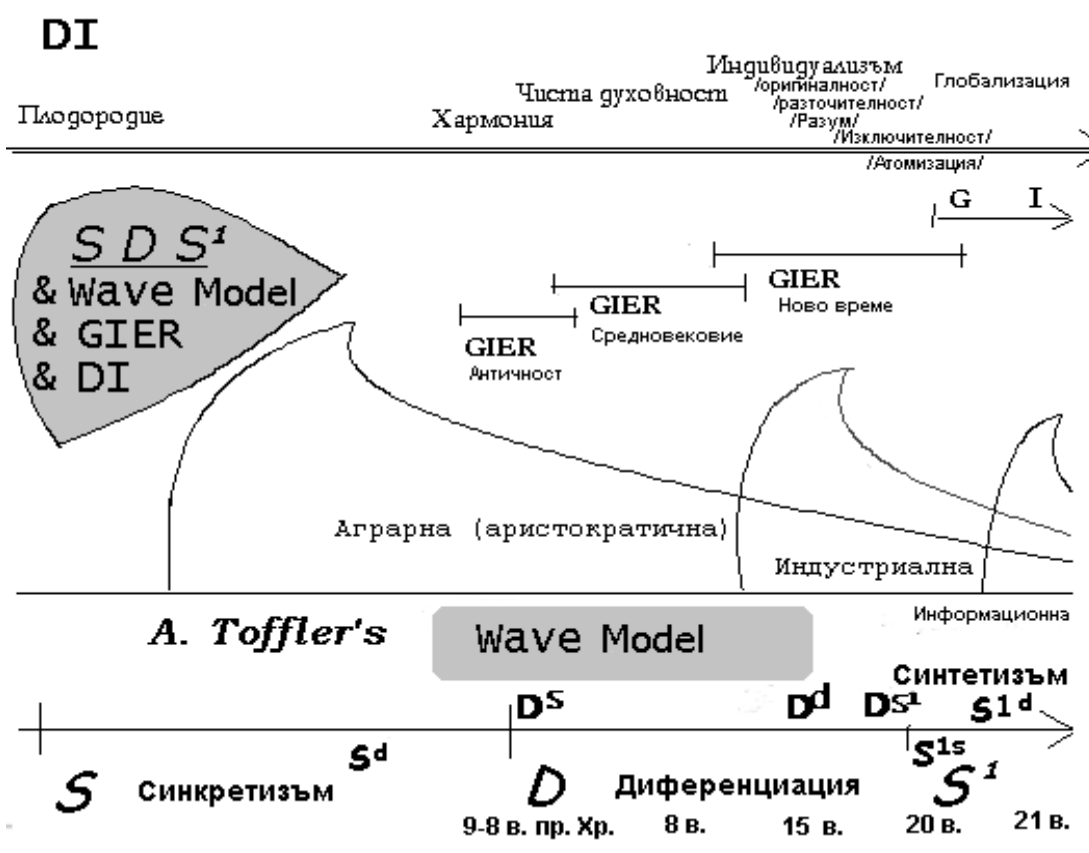 DI
Плодородие
Хармония
Чиста духовност
Индивидуализъм
/оригиналност/
/разточителност/
/Разум/
/Изключителност/
/Атомизация/
Глобализация
G I
S D S¹
& Wave Model
& GIER
& DI
GIER
Античност
GIER
Средновековие
GIER
Ново време
Аграрна (аристократична)
Индустриална
Информационна
A. Toffler's
Wave Model
Синтетизъм
Sᵈ
Dˢ
Dᵈ
DS¹
S1ᵈ
S¹ˢ
S Синкретизъм
D Диференциация
S¹
9-8 в. пр. Хр. 8 в. 15 в. 20 в. 21 в.